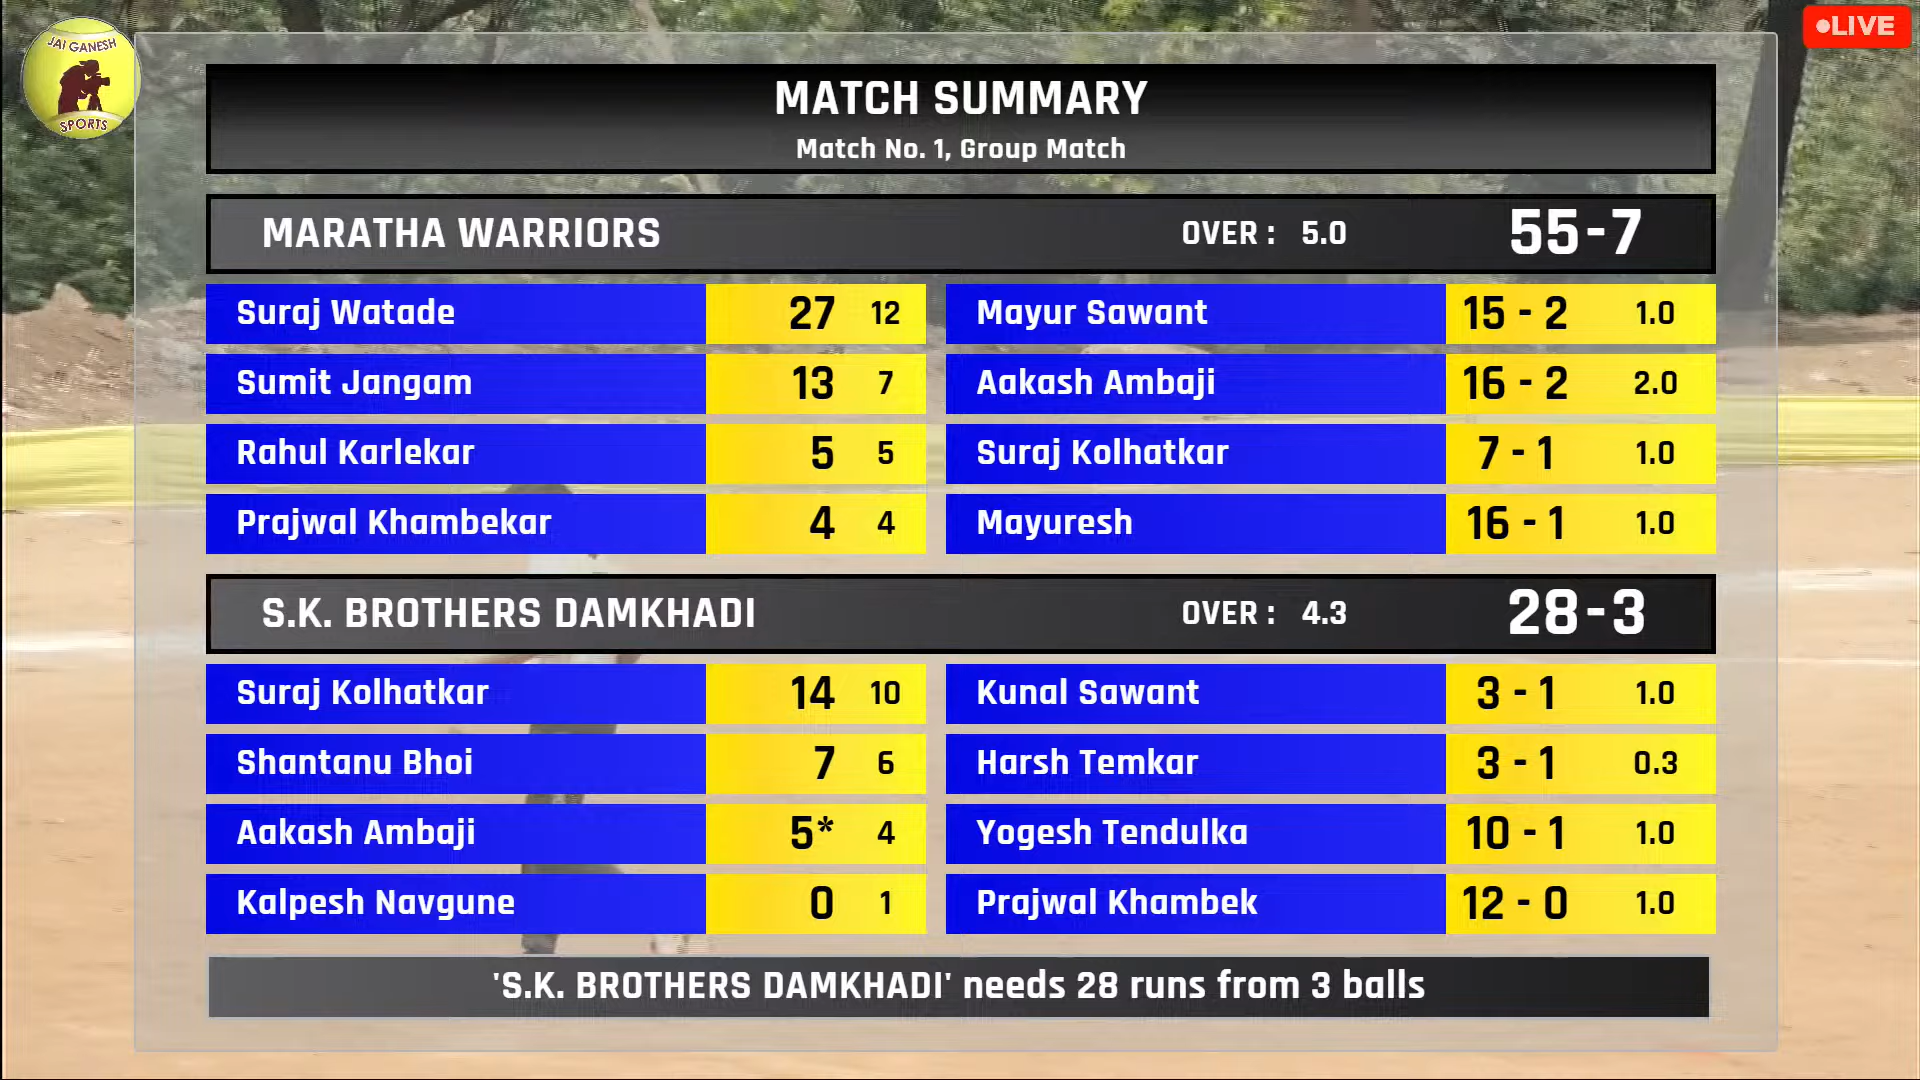 JAI GANESH
SPORTS
●LIVE
MATCH SUMMARY
Match No. 1, Group Match
MARATHA WARRIORS OVER : 5.0 55-7
Suraj Watade 27 12 Mayur Sawant 15 - 2 1.0
Sumit Jangam 13 7 Aakash Ambaji 16 - 2 2.0
Rahul Karlekar 5 5 Suraj Kolhatkar 7 - 1 1.0
Prajwal Khambekar 4 4 Mayuresh 16 - 1 1.0
S.K. BROTHERS DAMKHADI OVER : 4.3 28-3
Suraj Kolhatkar 14 10 Kunal Sawant 3 - 1 1.0
Shantanu Bhoi 7 6 Harsh Temkar 3 - 1 0.3
Aakash Ambaji 5* 4 Yogesh Tendulka 10 - 1 1.0
Kalpesh Navgune 0 1 Prajwal Khambek 12 - 0 1.0
'S.K. BROTHERS DAMKHADI' needs 28 runs from 3 balls